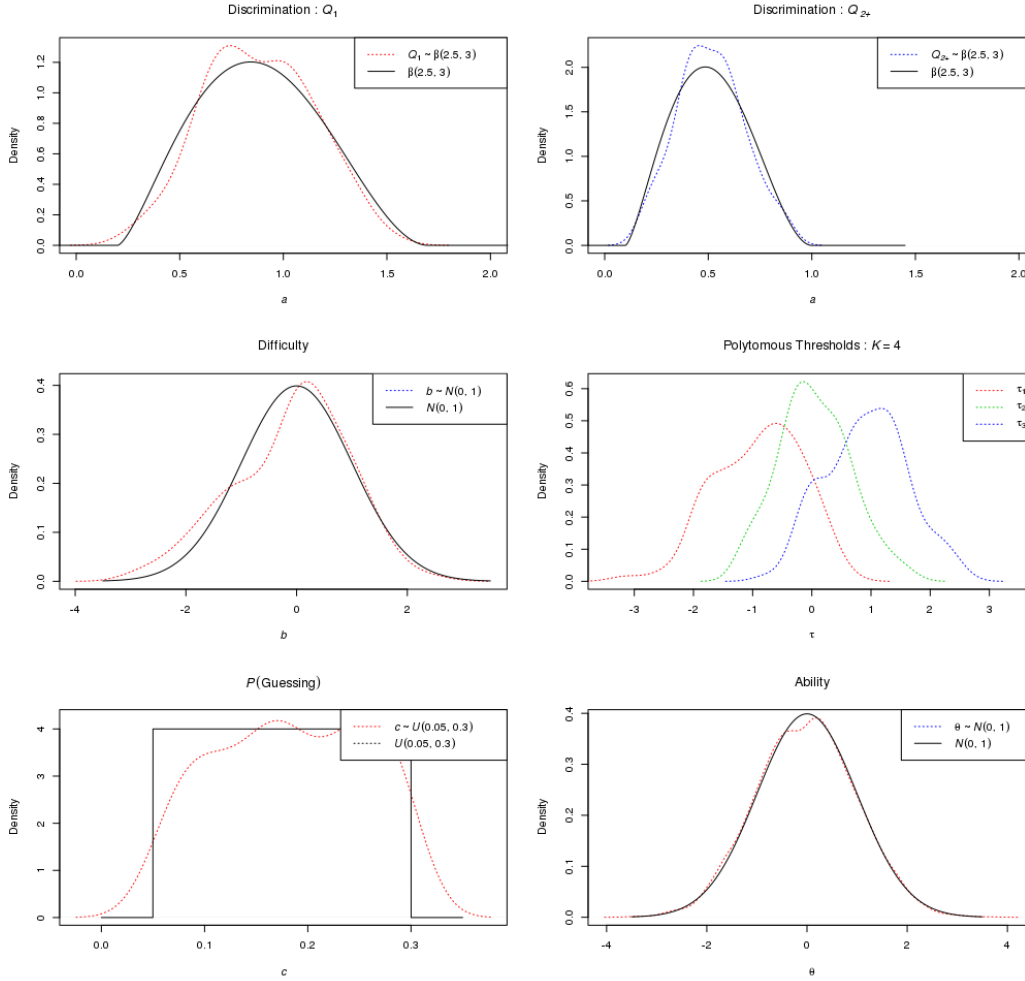 Discrimination : Q₁
Density
0.0 0.2 0.4 0.6 0.8 1.0 1.2
Q₁ ~ β(2.5, 3)
β(2.5, 3)
0.0 0.5 1.0 1.5 2.0
a
Discrimination : Q₂₊
Density
0.0 0.5 1.0 1.5 2.0
Q₂₊ ~ β(2.5, 3)
β(2.5, 3)
0.0 0.5 1.0 1.5 2.0
a
Difficulty
Density
0.0 0.1 0.2 0.3 0.4
b ~ N(0, 1)
N(0, 1)
-4 -2 0 2
b
Polytomous Thresholds : K = 4
Density
0.0 0.1 0.2 0.3 0.4 0.5 0.6
τ₁
τ₂
τ₃
-3 -2 -1 0 1 2 3
τ
P(Guessing)
Density
0 1 2 3 4
c ~ U(0.05, 0.3)
U(0.05, 0.3)
0.0 0.1 0.2 0.3
c
Ability
Density
0.0 0.1 0.2 0.3 0.4
θ ~ N(0, 1)
N(0, 1)
-4 -2 0 2 4
θ